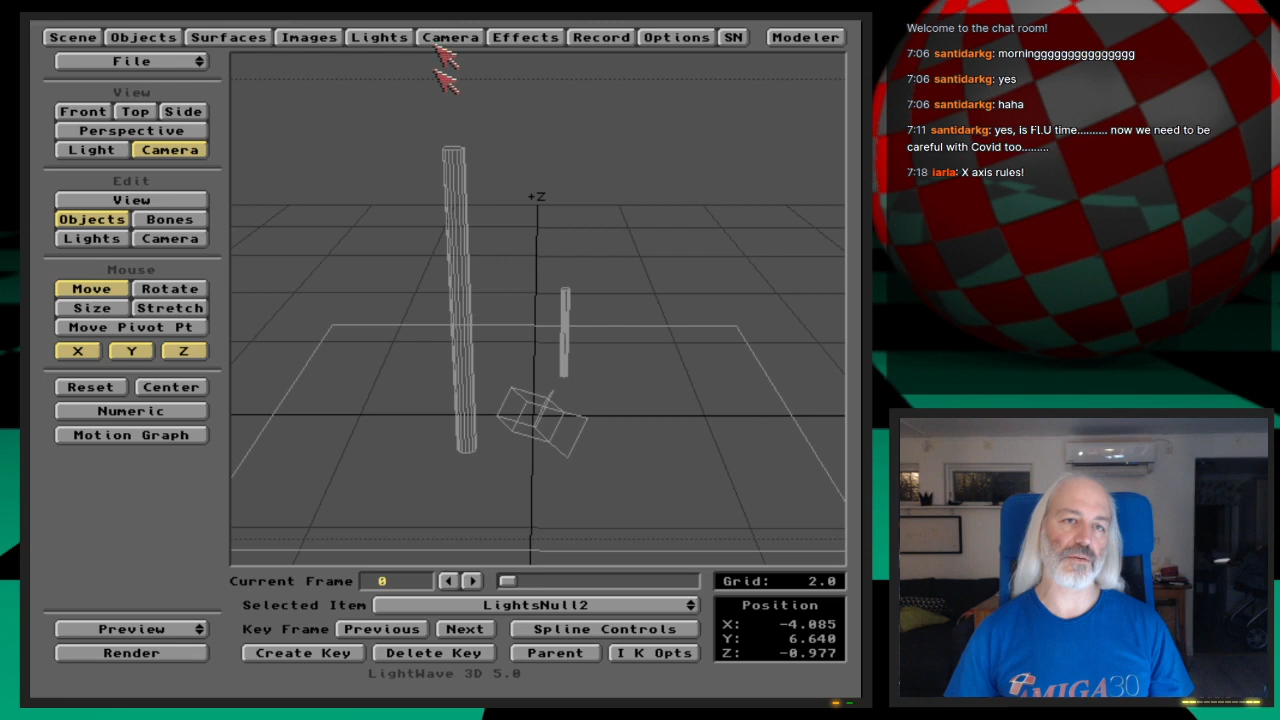 Scene Objects Surfaces Images Lights Camera Effects Record Options SN Modeler
File
View
Front Top Side
Perspective
Light Camera
Edit
View
Objects Bones
Lights Camera
Mouse
Move Rotate
Size Stretch
Move Pivot Pt
X Y Z
Reset Center
Numeric
Motion Graph
+Z
Current Frame 0 Grid: 2.0
Selected Item LightsNull2 Position
Preview Key Frame Previous Next Spline Controls X: -4.085
Y: 6.640
Render Create Key Delete Key Parent I K Opts Z: -0.977
LightWave 3D 5.0
Welcome to the chat room!
7:06 santidarkg: morninggggggggggggggg
7:06 santidarkg: yes
7:06 santidarkg: haha
7:11 santidarkg: yes, is FLU time.......... now we need to be
careful with Covid too.........
7:18 iarla: X axis rules!
AMIGA30